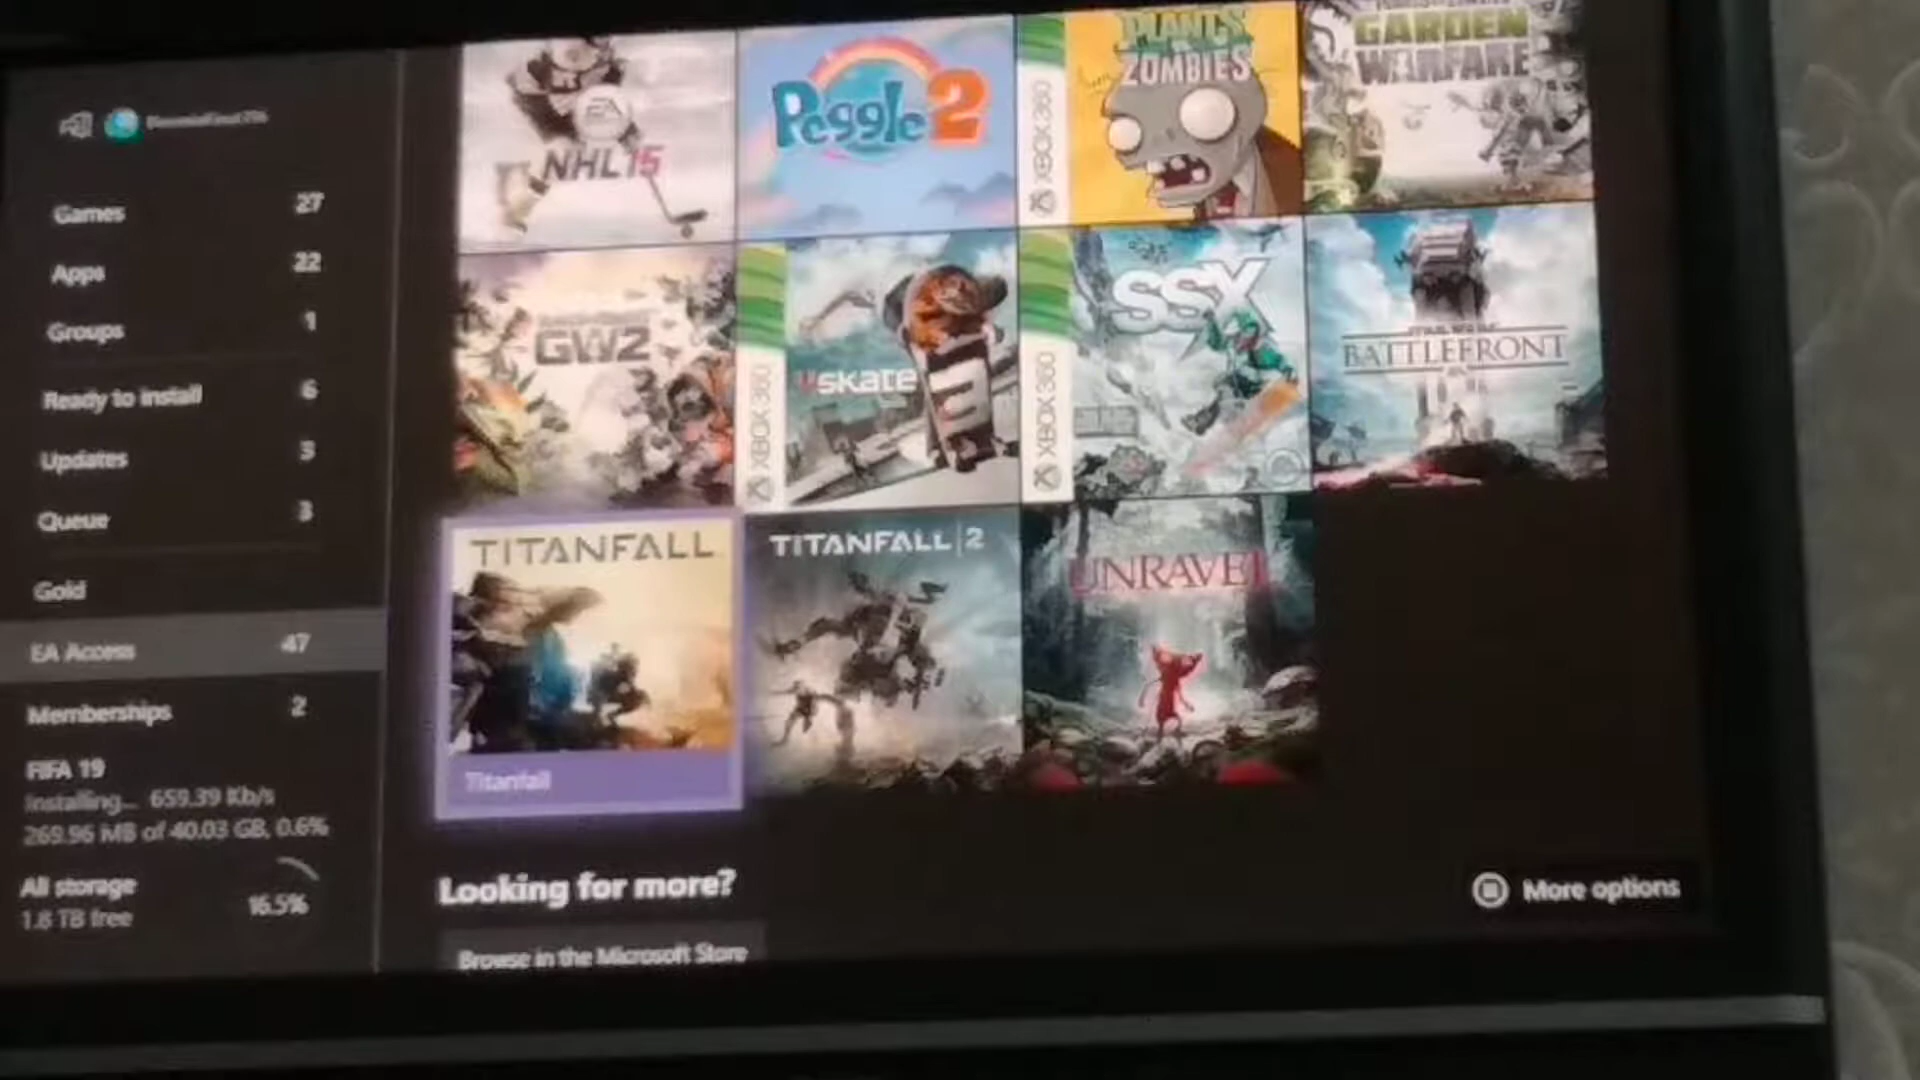 Games 27
Apps 22
Groups 1
Ready to install 6
Updates 3
Queue 3
Gold
EA Access 47
Memberships 2
FIFA 19
Installing... 659.39 Kb/s
269.96 MB of 40.03 GB, 0.6%
All storage
1.6 TB free
16.5%
EA
NHL 15
Peggle 2
XBOX 360
PLANTS
ZOMBIES
GARDEN
WARFARE
GW2
XBOX 360
skate
3
XBOX 360
SSX
STAR WARS
BATTLEFRONT
TITANFALL
Titanfall
TITANFALL 2
UNRAVEL
Looking for more?
Browse in the Microsoft Store
More options